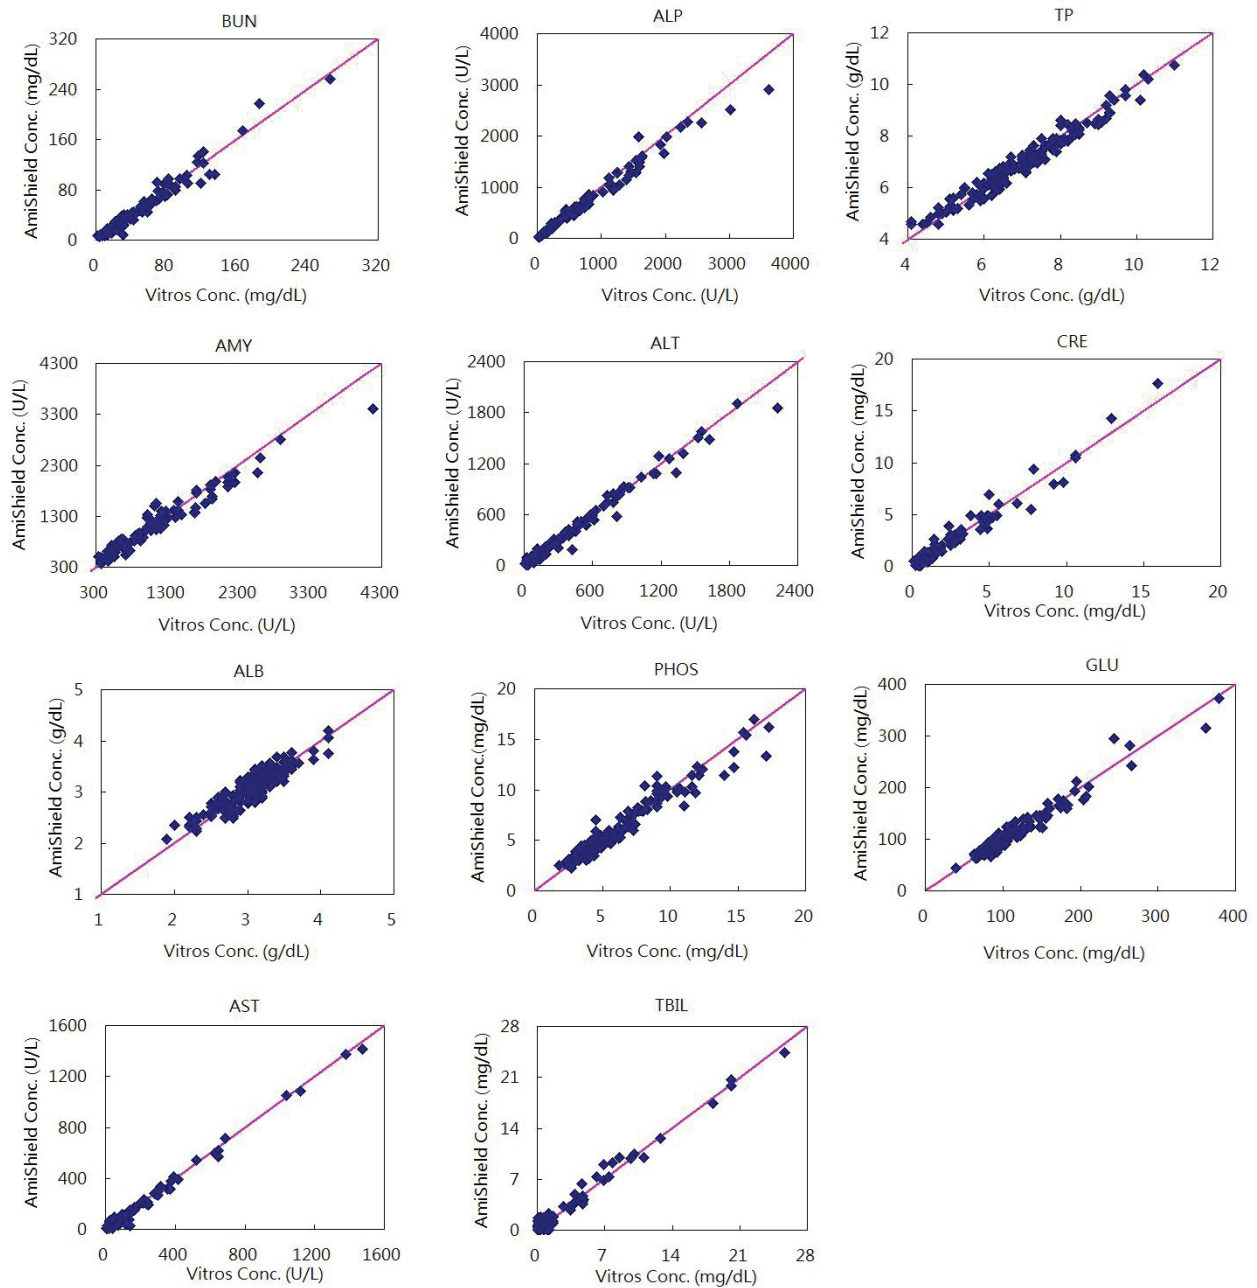 BUN
320
240
160
80
0
AmiShield Conc. (mg/dL)
0 80 160 240 320
Vitros Conc. (mg/dL)
ALP
4000
3000
2000
1000
0
AmiShield Conc. (U/L)
0 1000 2000 3000 4000
Vitros Conc. (U/L)
TP
12
10
8
6
4
AmiShield Conc. (g/dL)
4 6 8 10 12
Vitros Conc. (g/dL)
AMY
4300
3300
2300
1300
300
AmiShield Conc. (U/L)
300 1300 2300 3300 4300
Vitros Conc. (U/L)
ALT
2400
1800
1200
600
0
AmiShield Conc. (U/L)
0 600 1200 1800 2400
Vitros Conc. (U/L)
CRE
20
15
10
5
0
AmiShield Conc. (mg/dL)
0 5 10 15 20
Vitros Conc. (mg/dL)
ALB
5
4
3
2
1
AmiShield Conc. (g/dL)
1 2 3 4 5
Vitros Conc. (g/dL)
PHOS
20
15
10
5
0
AmiShield Conc.(mg/dL)
0 5 10 15 20
Vitros Conc. (mg/dL)
GLU
400
300
200
100
0
AmiShield Conc. (mg/dL)
0 100 200 300 400
Vitros Conc. (mg/dL)
AST
1600
1200
800
400
0
AmiShield Conc. (U/L)
0 400 800 1200 1600
Vitros Conc. (U/L)
TBIL
28
21
14
7
0
AmiShield Conc. (mg/dL)
0 7 14 21 28
Vitros Conc. (mg/dL)